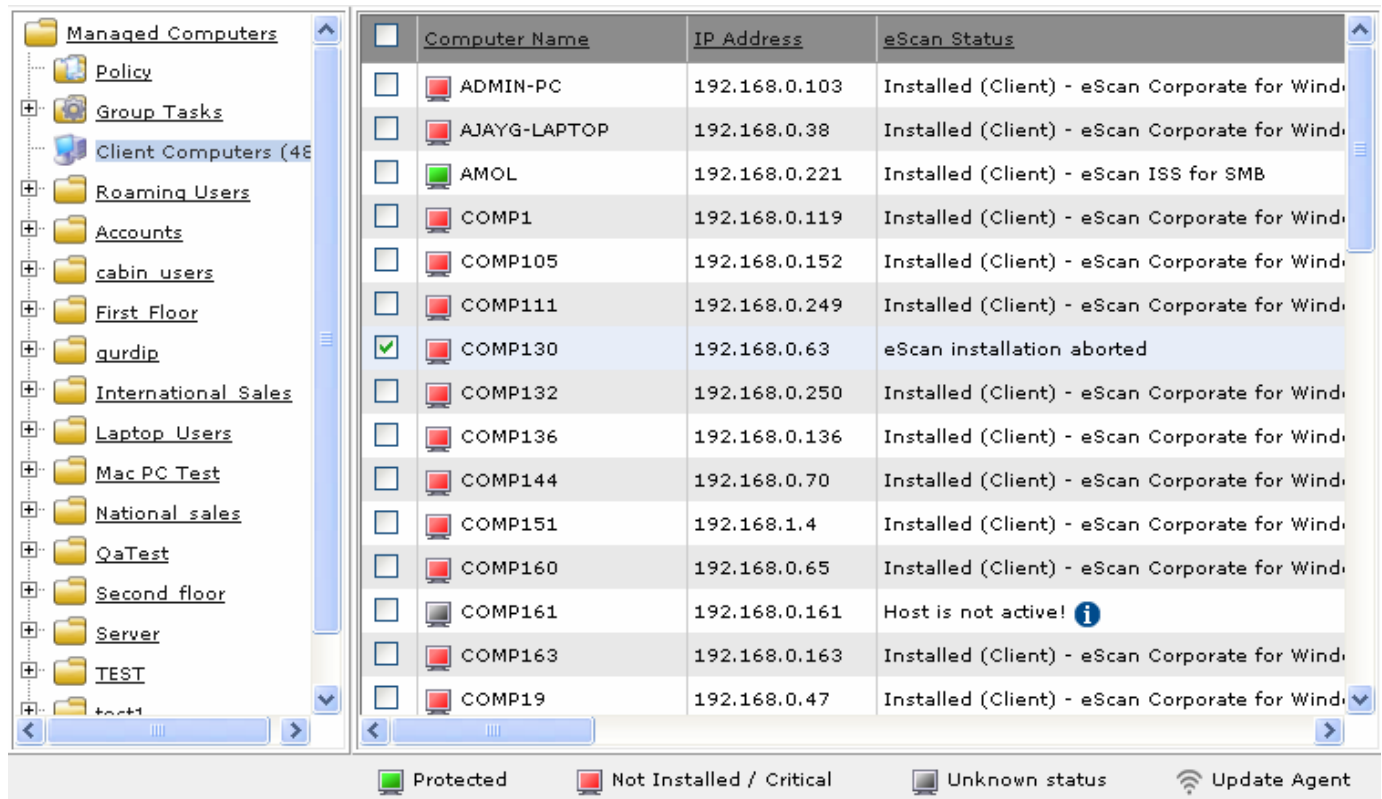 Managed Computers
Policy
Group Tasks
Client Computers (48
Roaming Users
Accounts
cabin_users
First Floor
gurdip
International_Sales
Laptop_Users
Mac PC Test
National_sales
QaTest
Second floor
Server
TEST
test1
Computer Name IP Address eScan Status
ADMIN-PC 192.168.0.103 Installed (Client) - eScan Corporate for Wind
AJAYG-LAPTOP 192.168.0.38 Installed (Client) - eScan Corporate for Wind
AMOL 192.168.0.221 Installed (Client) - eScan ISS for SMB
COMP1 192.168.0.119 Installed (Client) - eScan Corporate for Wind
COMP105 192.168.0.152 Installed (Client) - eScan Corporate for Wind
COMP111 192.168.0.249 Installed (Client) - eScan Corporate for Wind
COMP130 192.168.0.63 eScan installation aborted
COMP132 192.168.0.250 Installed (Client) - eScan Corporate for Wind
COMP136 192.168.0.136 Installed (Client) - eScan Corporate for Wind
COMP144 192.168.0.70 Installed (Client) - eScan Corporate for Wind
COMP151 192.168.1.4 Installed (Client) - eScan Corporate for Wind
COMP160 192.168.0.65 Installed (Client) - eScan Corporate for Wind
COMP161 192.168.0.161 Host is not active! i
COMP163 192.168.0.163 Installed (Client) - eScan Corporate for Wind
COMP19 192.168.0.47 Installed (Client) - eScan Corporate for Wind
Protected Not Installed / Critical Unknown status Update Agent